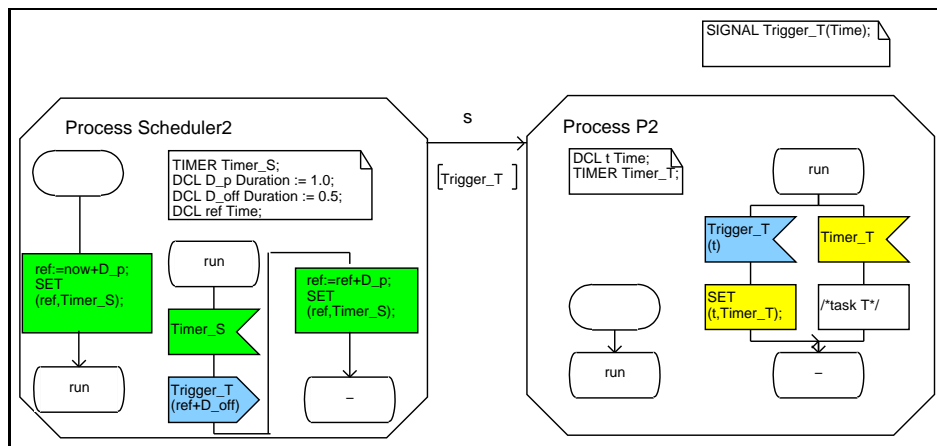 SIGNAL Trigger_T(Time);
S
[Trigger_T]
Process Scheduler2
TIMER Timer_S;
DCL D_p Duration := 1.0;
DCL D_off Duration := 0.5;
DCL ref Time;
ref:=now+D_p;
SET
(ref,Timer_S);
run
run
Timer_S
Trigger_T
(ref+D_off)
ref:=ref+D_p;
SET
(ref,Timer_S);
–
Process P2
DCL t Time;
TIMER Timer_T;
run
run
Trigger_T
(t)
SET
(t,Timer_T);
Timer_T
/*task T*/
–